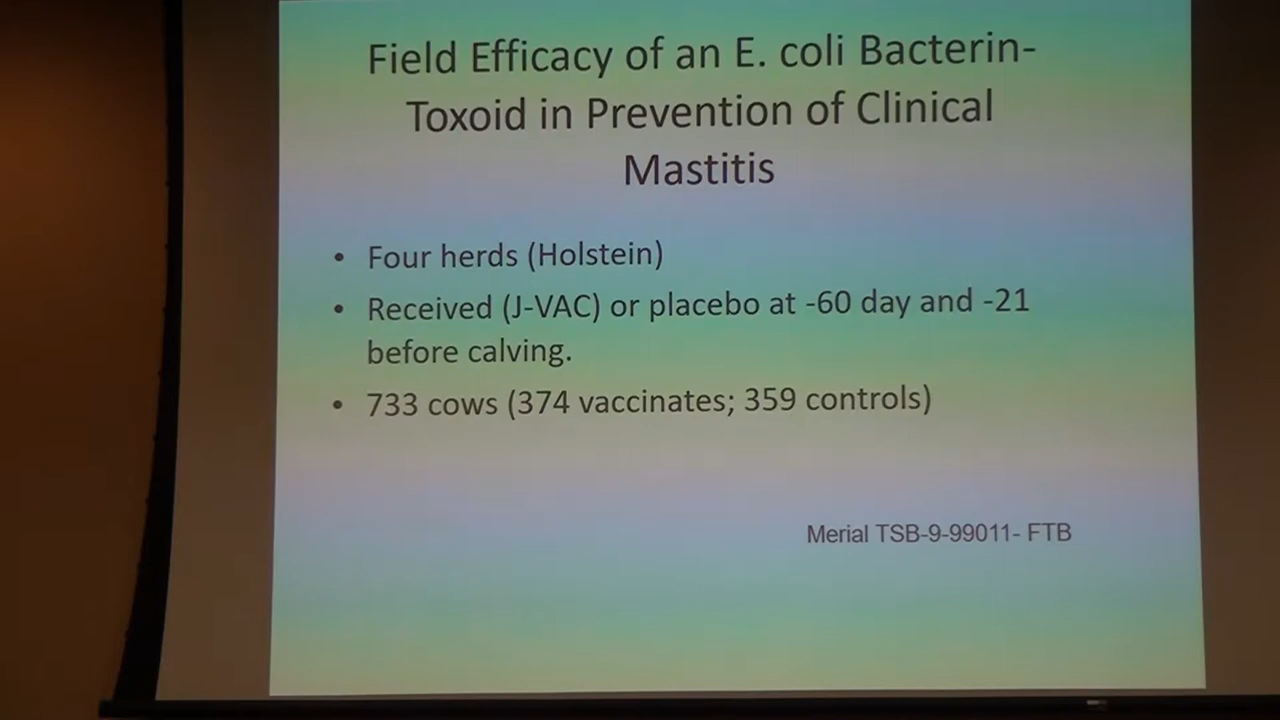 Field Efficacy of an E. coli Bacterin-
Toxoid in Prevention of Clinical
Mastitis
• Four herds (Holstein)
• Received (J-VAC) or placebo at -60 day and -21
before calving.
• 733 cows (374 vaccinates; 359 controls)
Merial TSB-9-99011- FTB